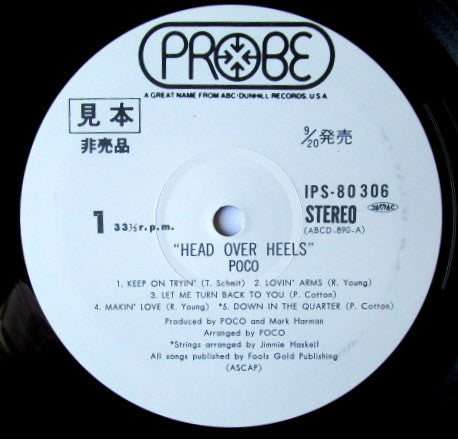 PROBE
A GREAT NAME FROM ABC/DUNHILL RECORDS, U.S.A
見本
非売品
9/20発売
IPS-80306
STEREO
(ABCD-890-A)
JASRAC
1 33⅓ r.p.m.
"HEAD OVER HEELS"
POCO
1. KEEP ON TRYIN' (T. Schmit) 2. LOVIN' ARMS (R. Young)
3. LET ME TURN BACK TO YOU (P. Cotton)
4. MAKIN' LOVE (R. Young) *5. DOWN IN THE QUARTER (P. Cotton)
Produced by POCO and Mark Harman
Arranged by POCO
*Strings arranged by Jimmie Haskell
All songs published by Fools Gold Publishing
(ASCAP)